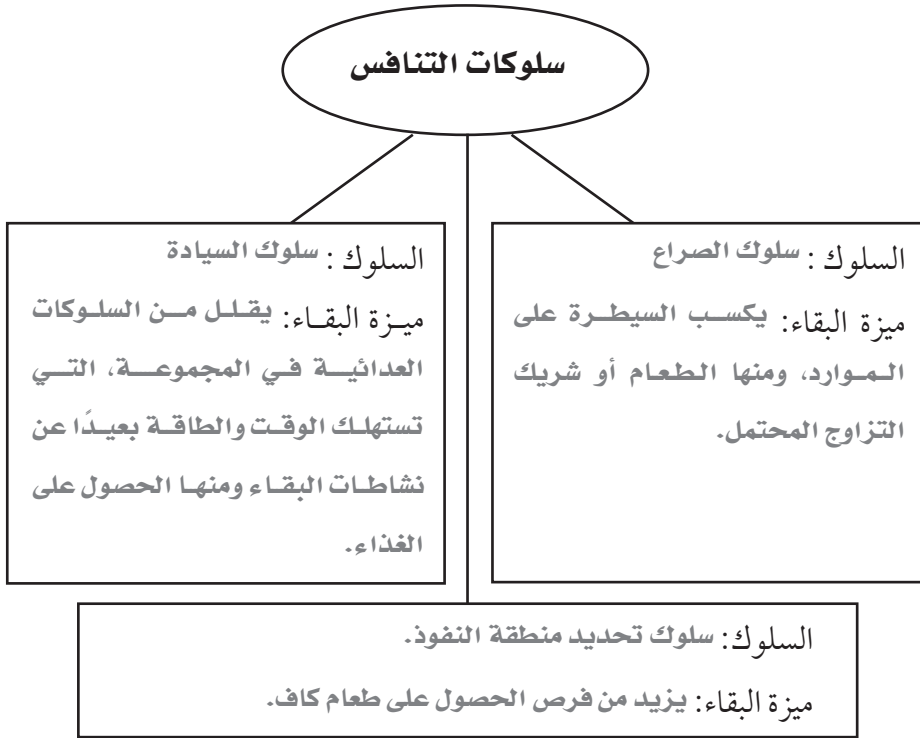 سلوكات التنافس
السلوك: سلوك الصراع
ميزة البقاء: يكسب السيطرة على
الموارد، ومنها الطعام أو شريك
التزاوج المحتمل.
السلوك: سلوك السيادة
ميزة البقاء: يقلل من السلوكات
العدائية في المجموعة، التي
تستهلك الوقت والطاقة بعيدًا عن
نشاطات البقاء ومنها الحصول على
الغذاء.
السلوك: سلوك تحديد منطقة النفوذ.
ميزة البقاء: يزيد من فرص الحصول على طعام كاف.